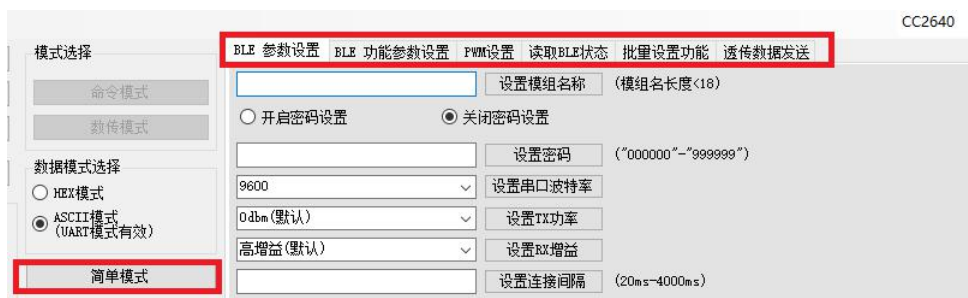 CC2640
模式选择
命令模式
数传模式
数据模式选择
HEX模式
ASCII模式
(UART模式有效)
简单模式
BLE 参数设置 BLE 功能参数设置 PWM设置 读取BLE状态 批量设置功能 透传数据发送
设置模组名称 (模组名长度<18)
开启密码设置 关闭密码设置
设置密码 ("000000"-"999999")
9600 设置串口波特率
0dbm(默认) 设置TX功率
高增益(默认) 设置RX增益
设置连接间隔 (20ms-4000ms)